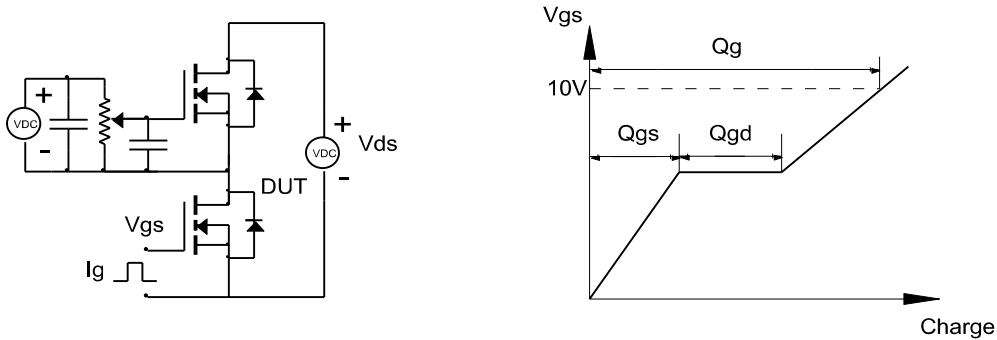 VDC
+
-
VDC
+
-
Vds
DUT
Vgs
Ig
Vgs
Qg
10V
Qgs
Qgd
Charge